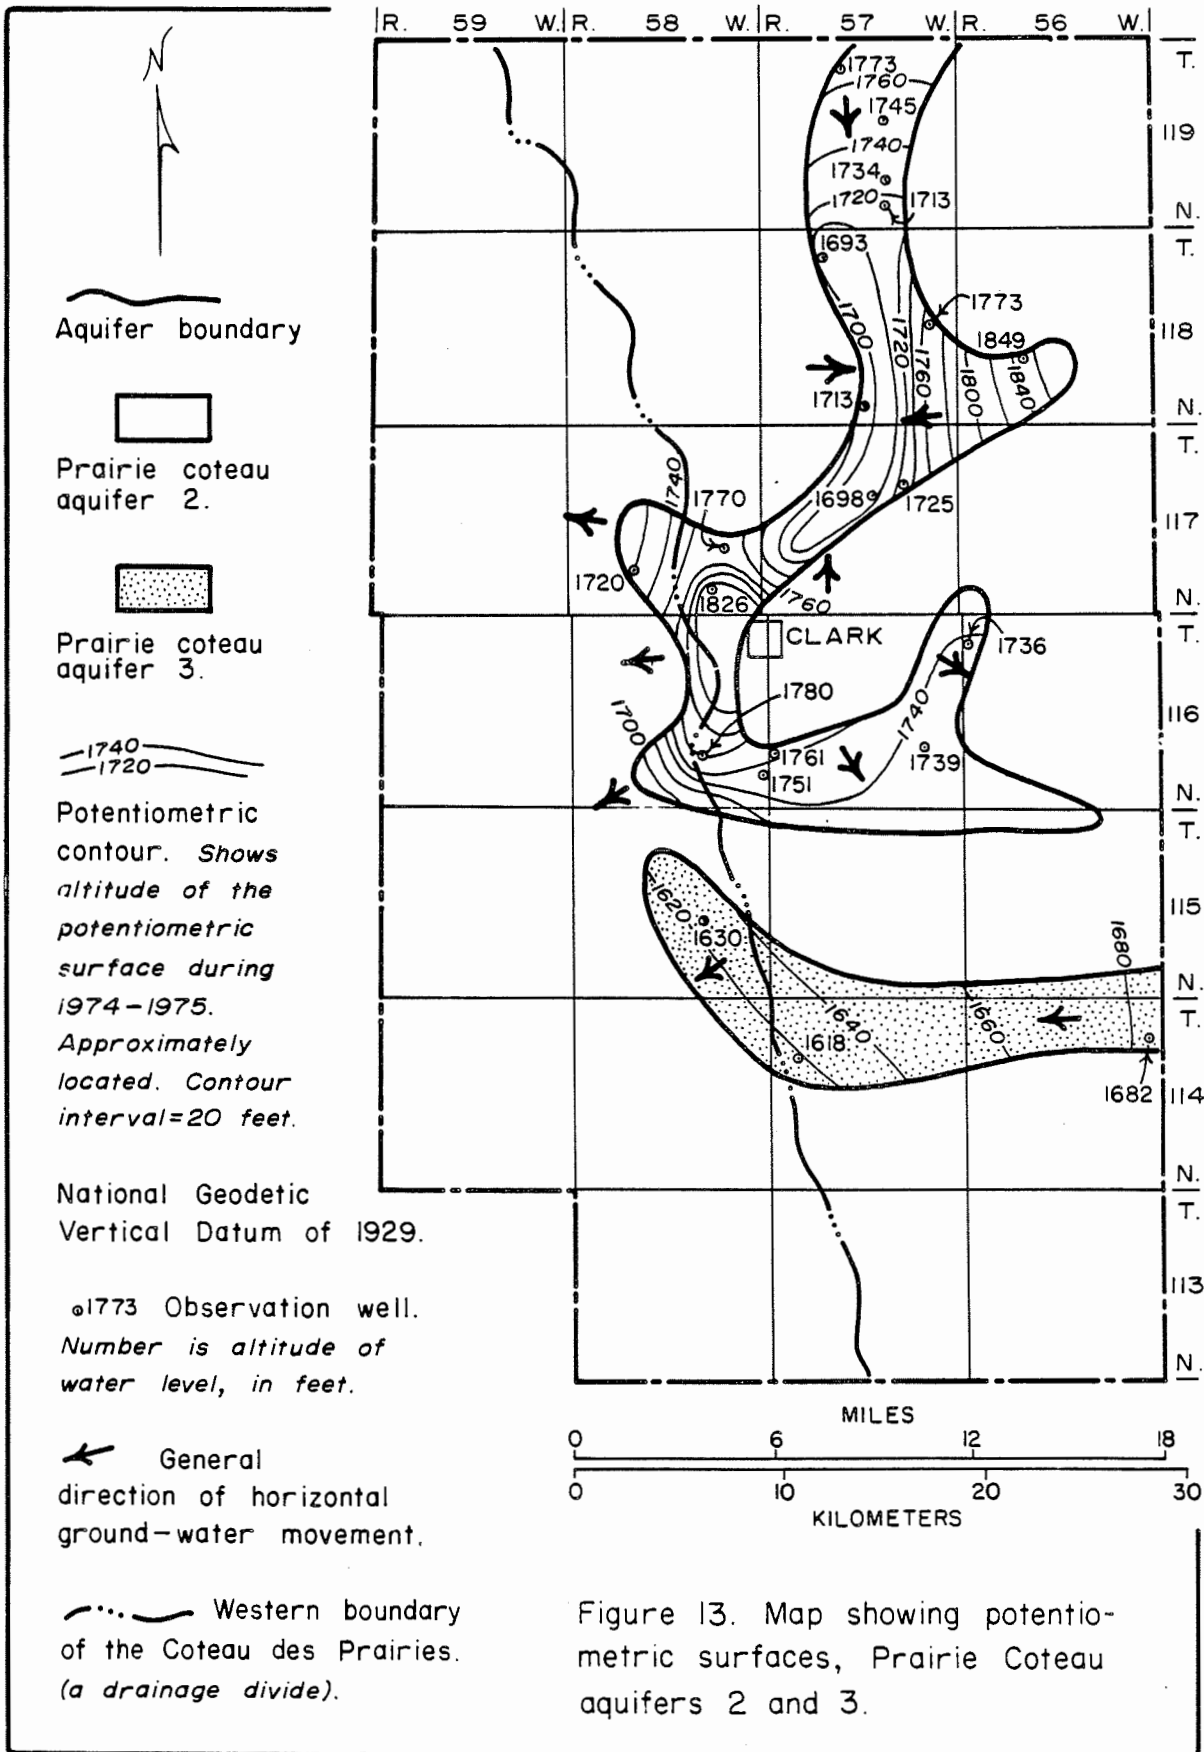 R. 59 W. R. 58 W. R. 57 W. R. 56 W.
N
T.
119
N.
T.
118
N.
T.
117
N.
T.
116
N.
T.
115
N.
T.
114
N.
T.
113
N.
1773
1760
1745
1740
1734
1720
1713
1693
1700
1720
1773
1849
1760
1800
1840
1713
1740
1770
1698
1725
1720
1826
1760
CLARK
1736
1780
1740
1700
1761
1739
1751
1620
1630
1680
1640
1660
1618
1682
Aquifer boundary
Prairie coteau
aquifer 2.
Prairie coteau
aquifer 3.
1740
1720
Potentiometric
contour. Shows
altitude of the
potentiometric
surface during
1974-1975.
Approximately
located. Contour
interval=20 feet.
National Geodetic
Vertical Datum of 1929.
1773 Observation well.
Number is altitude of
water level, in feet.
General
direction of horizontal
ground-water movement.
Western boundary
of the Coteau des Prairies.
(a drainage divide).
MILES
0 6 12 18
0 10 20 30
KILOMETERS
Figure 13. Map showing potentio-
metric surfaces, Prairie Coteau
aquifers 2 and 3.